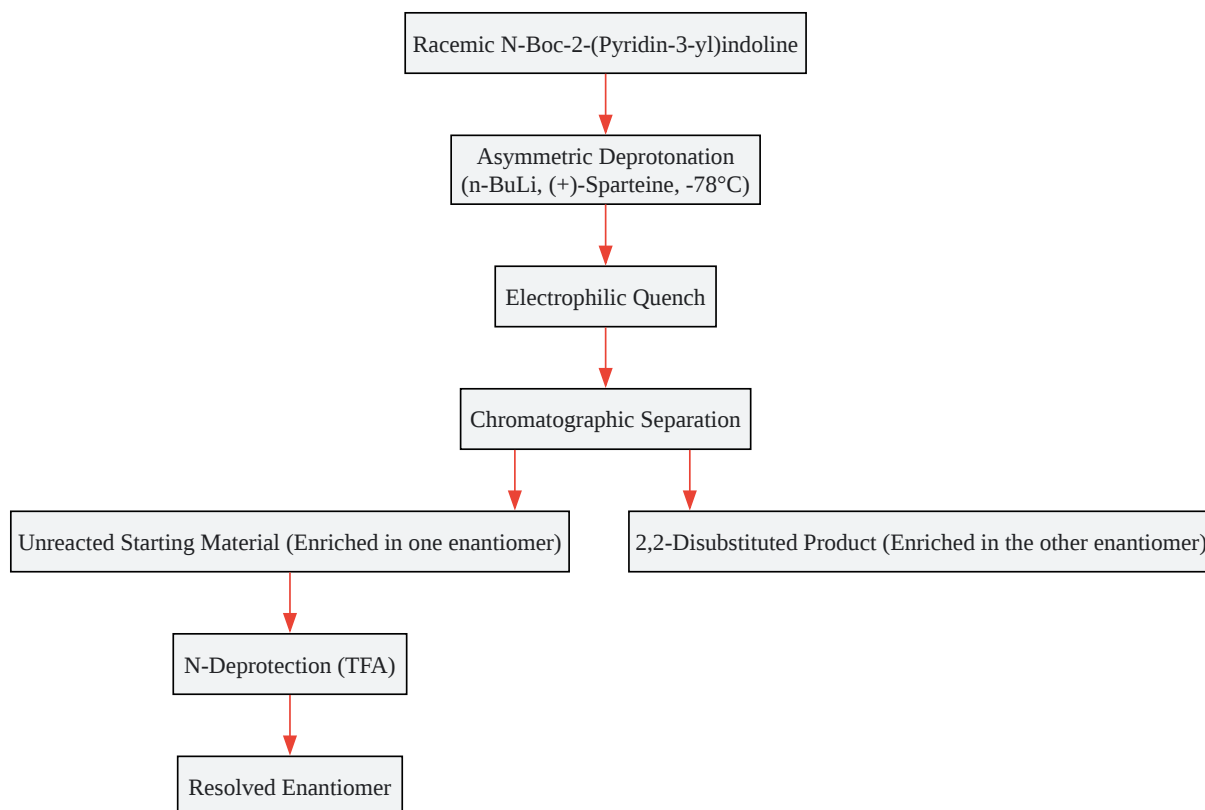 Racemic N-Boc-2-(Pyridin-3-yl)indoline
Asymmetric Deprotonation
(n-BuLi, (+)-Sparteine, -78°C)
Electrophilic Quench
Chromatographic Separation
Unreacted Starting Material (Enriched in one enantiomer)
2,2-Disubstituted Product (Enriched in the other enantiomer)
N-Deprotection (TFA)
Resolved Enantiomer